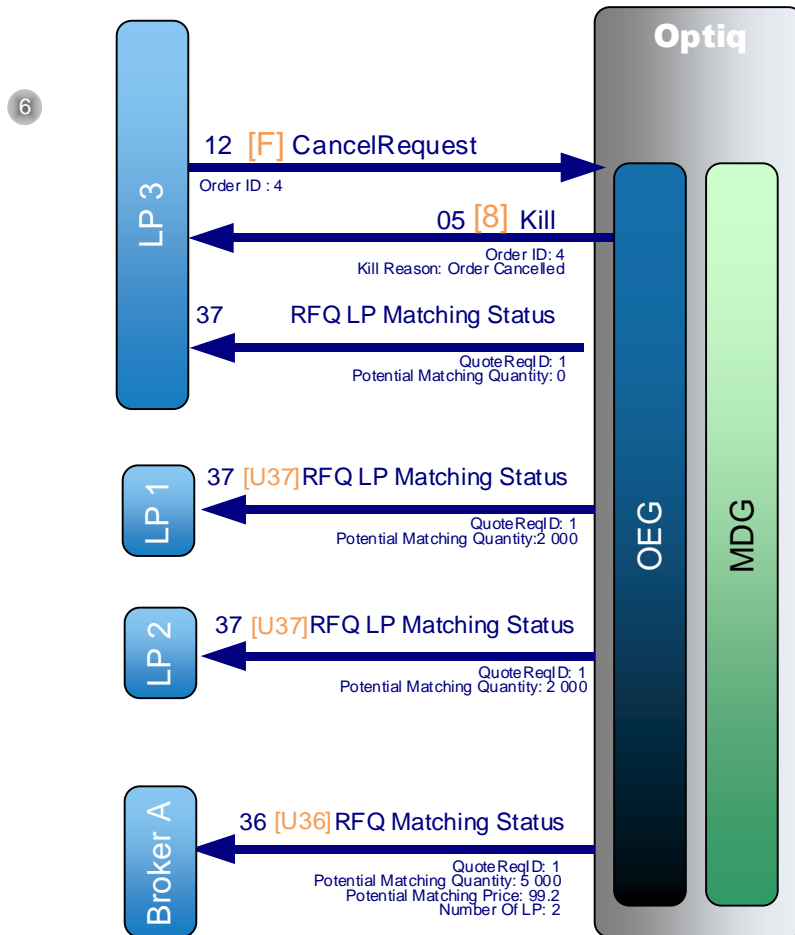 Optiq
6
LP 3
12 [F] CancelRequest
Order ID : 4
05 [8] Kill
Order ID: 4
Kill Reason: Order Cancelled
37 RFQ LP Matching Status
QuoteReqID: 1
Potential Matching Quantity: 0
OEG
MDG
LP 1
37 [U37] RFQ LP Matching Status
QuoteReqID: 1
Potential Matching Quantity:2 000
LP 2
37 [U37] RFQ LP Matching Status
QuoteReqID: 1
Potential Matching Quantity: 2 000
Broker A
36 [U36] RFQ Matching Status
QuoteReqID: 1
Potential Matching Quantity: 5 000
Potential Matching Price: 99.2
Number Of LP: 2